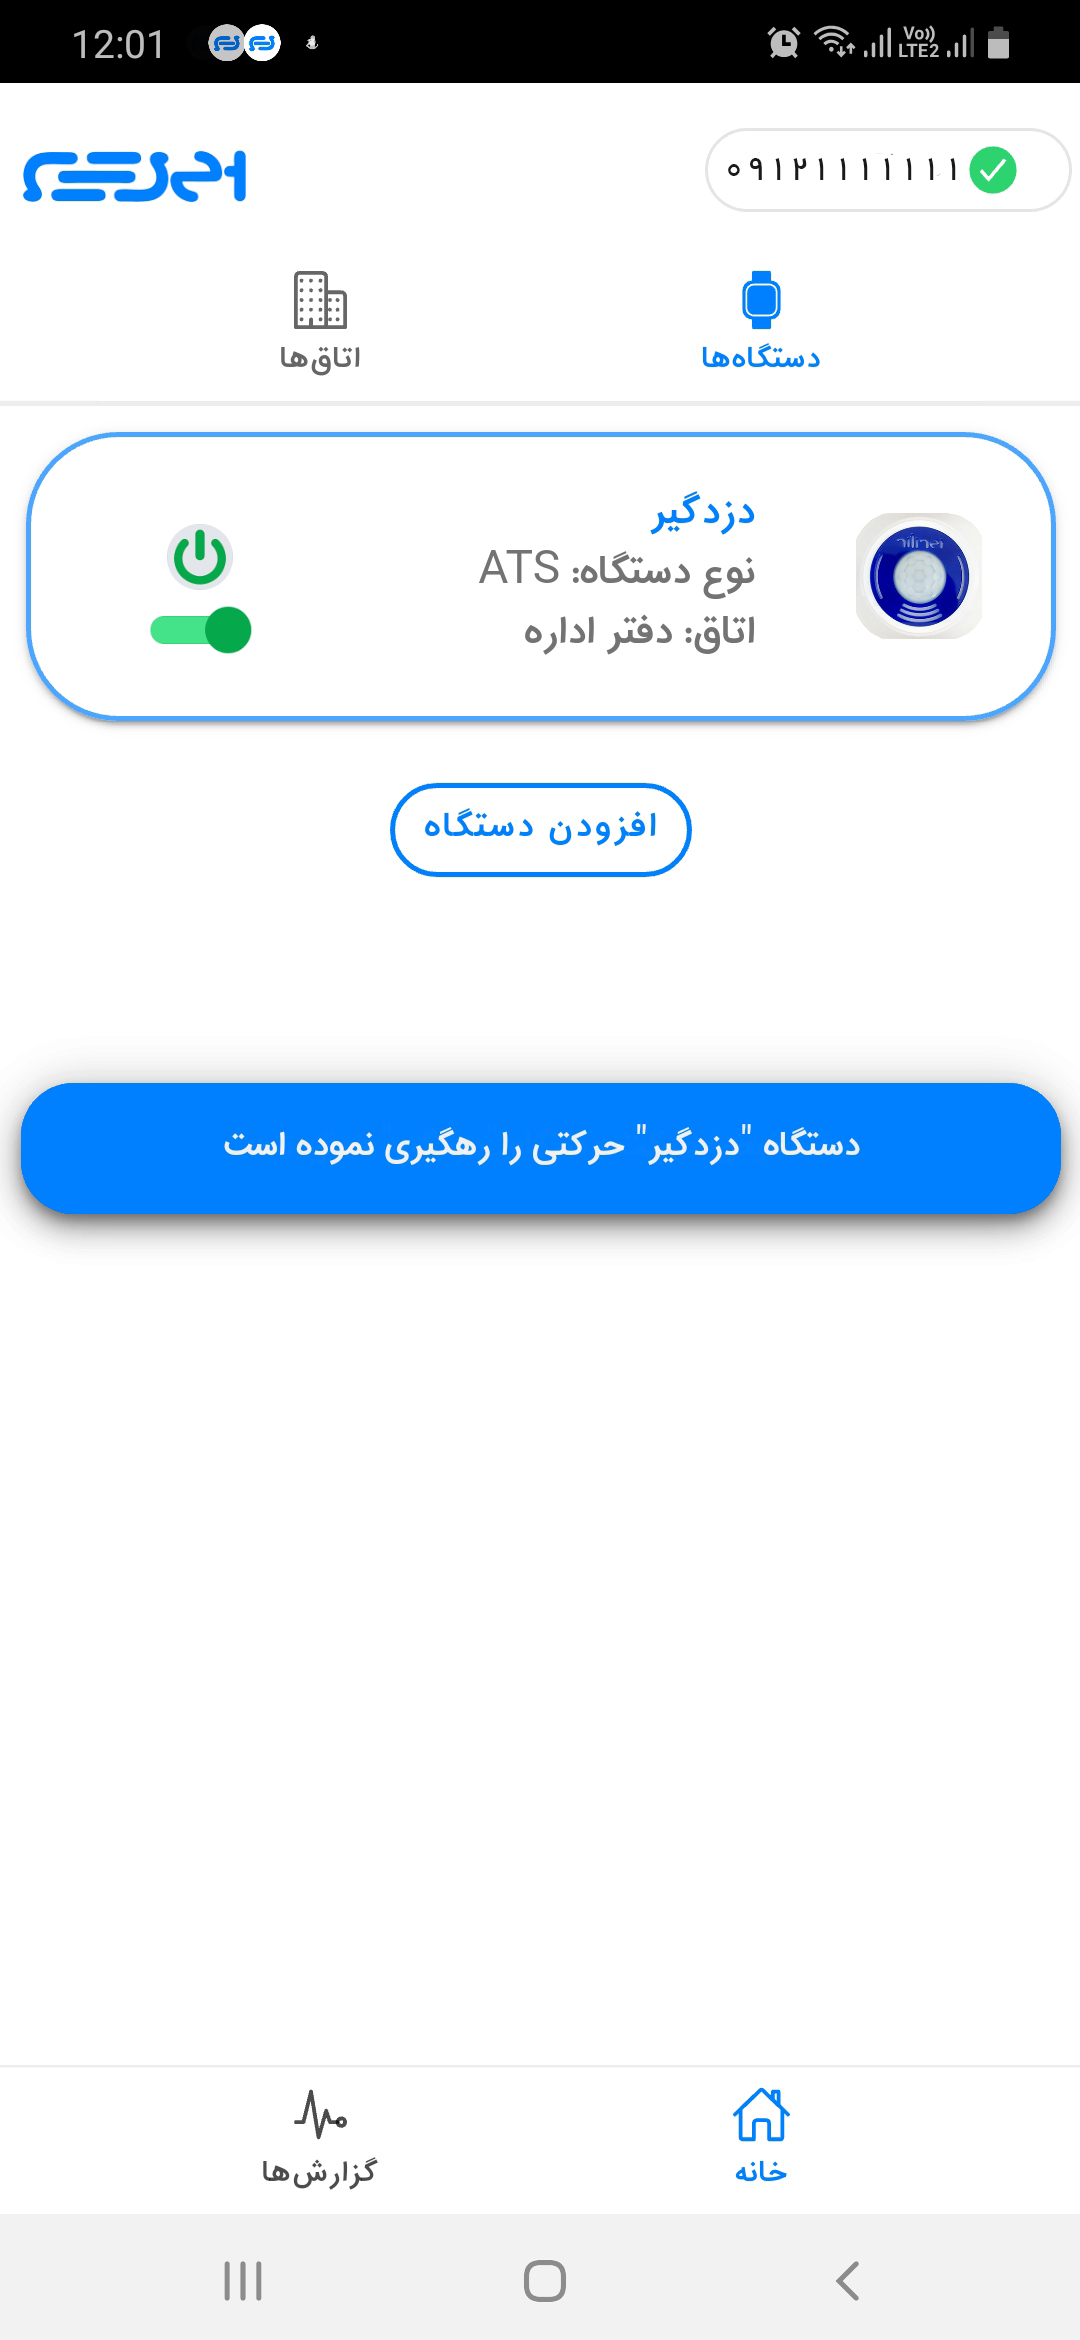 12:01
Vo))
LTE2
۰۹۱۲۱۱۱۱۱۱۱
دستگاه‌ها
اتاق‌ها
دزدگیر
نوع دستگاه: ATS
اتاق: دفتر اداره
افزودن دستگاه
دستگاه "دزدگیر" حرکتی را رهگیری نموده است
خانه
گزارش‌ها